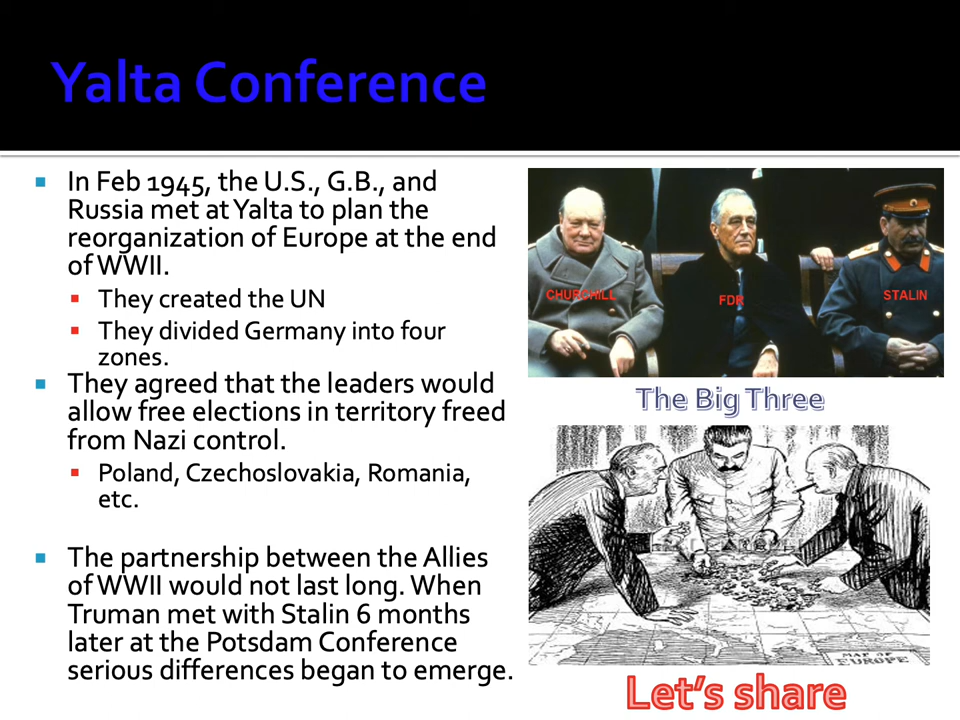 Yalta Conference
In Feb 1945, the U.S., G.B., and
Russia met at Yalta to plan the
reorganization of Europe at the end
of WWII.
They created the UN
They divided Germany into four
zones.
They agreed that the leaders would
allow free elections in territory freed
from Nazi control.
Poland, Czechoslovakia, Romania,
etc.
The partnership between the Allies
of WWII would not last long. When
Truman met with Stalin 6 months
later at the Potsdam Conference
serious differences began to emerge.
CHURCHILL
FDR
STALIN
The Big Three
MAP OF
EUROPE
Let's share